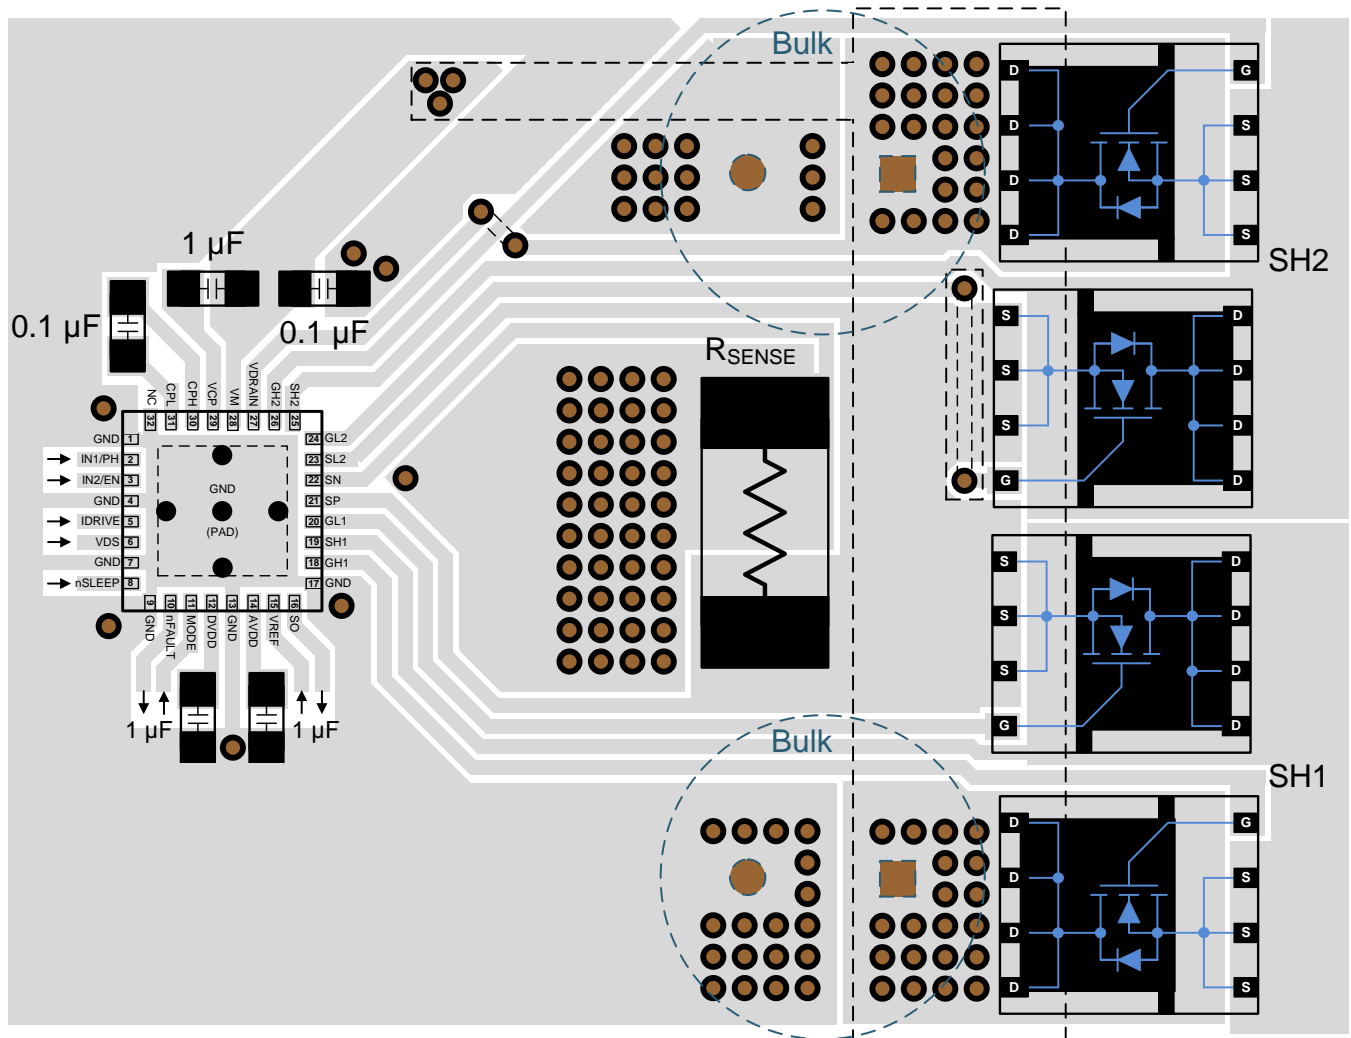 Bulk
D
G
D
S
D
S
D
S
SH2
1 µF
0.1 µF
0.1 µF
RSENSE
S
D
S
D
S
D
G
D
NC
CPL
CPH
VCP
VM
VDRAIN
GH2
SH2
32
31
30
29
28
27
26
25
GND 1
IN1/PH 2
IN2/EN 3
GND 4
IDRIVE 5
VDS 6
GND 7
nSLEEP 8
GND
(PAD)
24 GL2
23 SL2
22 SN
21 SP
20 GL1
19 SH1
18 GH1
17 GND
9
10
11
12
13
14
15
16
GND
nFAULT
MODE
DVDD
GND
AVDD
VREF
SO
1 µF
1 µF
S
D
S
D
S
D
G
D
Bulk
SH1
D
G
D
S
D
S
D
S